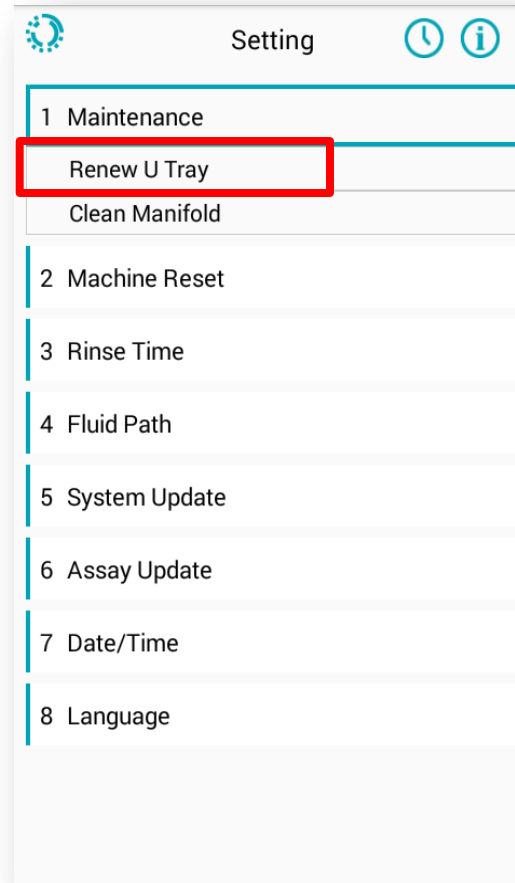 Setting
1 Maintenance
Renew U Tray
Clean Manifold
2 Machine Reset
3 Rinse Time
4 Fluid Path
5 System Update
6 Assay Update
7 Date/Time
8 Language